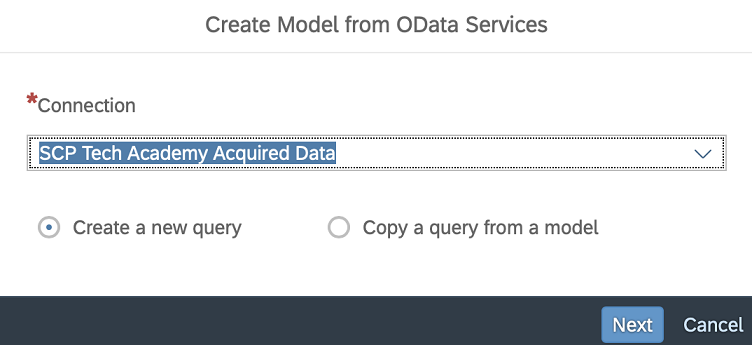 Create Model from OData Services
*Connection
SCP Tech Academy Acquired Data
Create a new query Copy a query from a model
Next Cancel